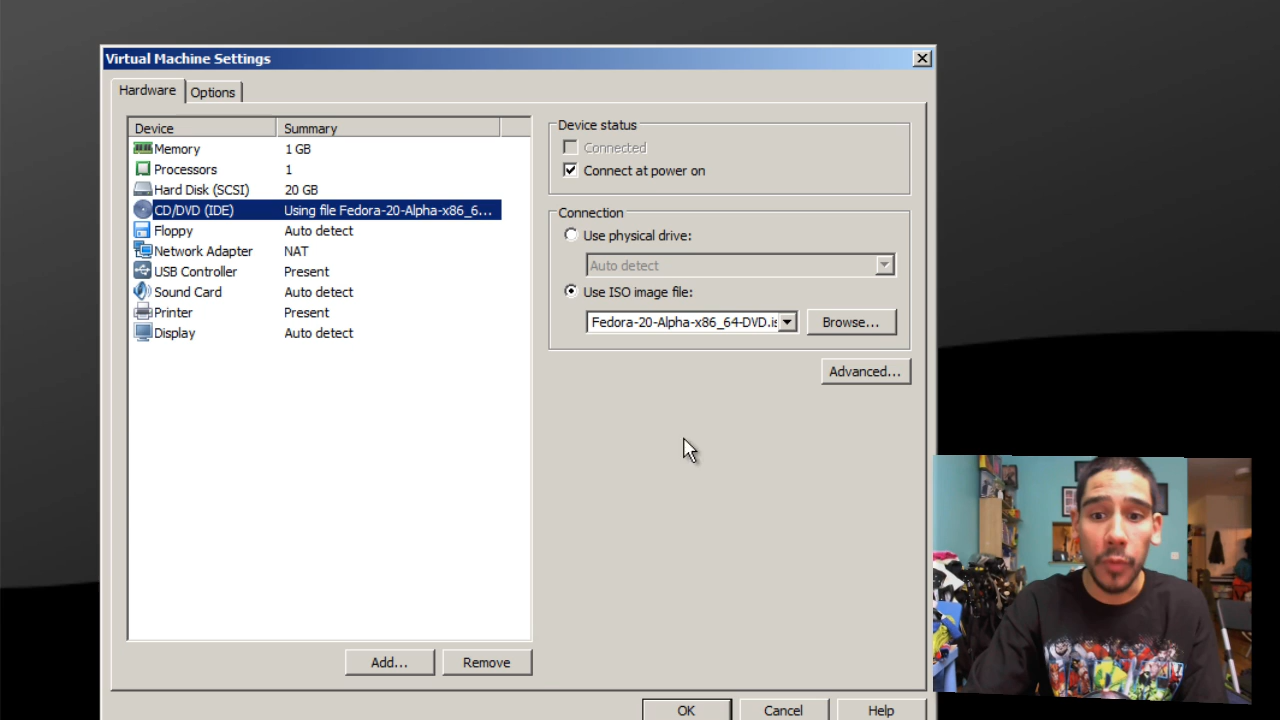 Virtual Machine Settings
Hardware
Options
Device Summary
Memory 1 GB
Processors 1
Hard Disk (SCSI) 20 GB
CD/DVD (IDE) Using file Fedora-20-Alpha-x86_6...
Floppy Auto detect
Network Adapter NAT
USB Controller Present
Sound Card Auto detect
Printer Present
Display Auto detect
Add...
Remove
Device status
Connected
Connect at power on
Connection
Use physical drive:
Auto detect
Use ISO image file:
Fedora-20-Alpha-x86_64-DVD.is
Browse...
Advanced...
OK
Cancel
Help